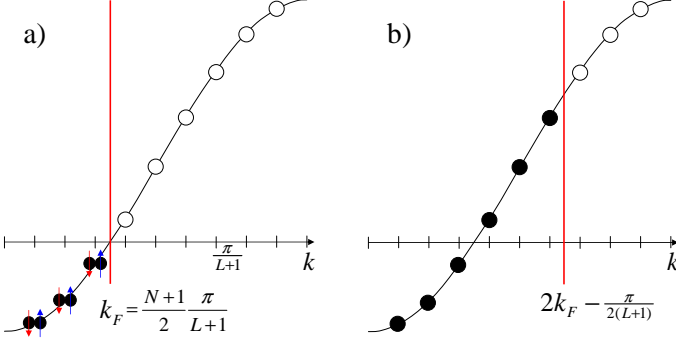 a)
b)
π/(L+1)
k
k
k_F = (N+1)/2 π/(L+1)
2k_F − π/(2(L+1))